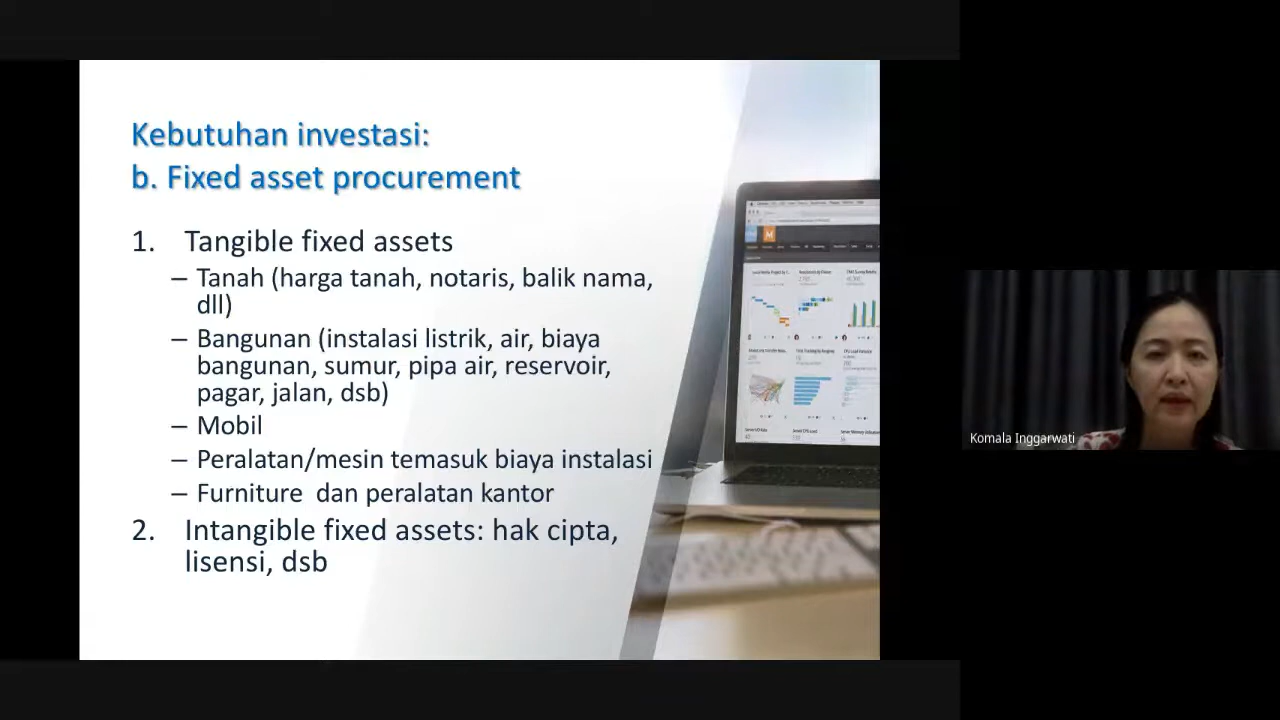 Kebutuhan investasi:
b. Fixed asset procurement
1. Tangible fixed assets
– Tanah (harga tanah, notaris, balik nama,
dll)
– Bangunan (instalasi listrik, air, biaya
bangunan, sumur, pipa air, reservoir,
pagar, jalan, dsb)
– Mobil
– Peralatan/mesin temasuk biaya instalasi
– Furniture dan peralatan kantor
2. Intangible fixed assets: hak cipta,
lisensi, dsb
Komala Inggarwati